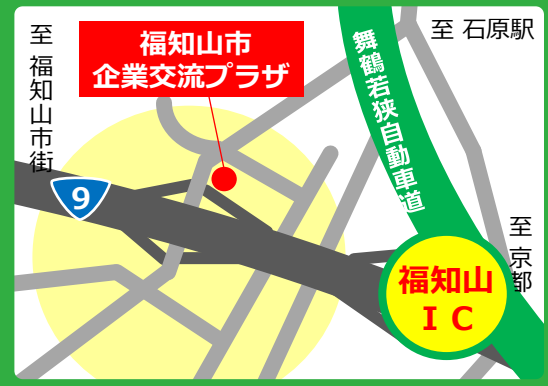 至 福知山市街
福知山市
企業交流プラザ
舞鶴若狭自動車道
至 石原駅
9
至 京都
福知山
ＩＣ